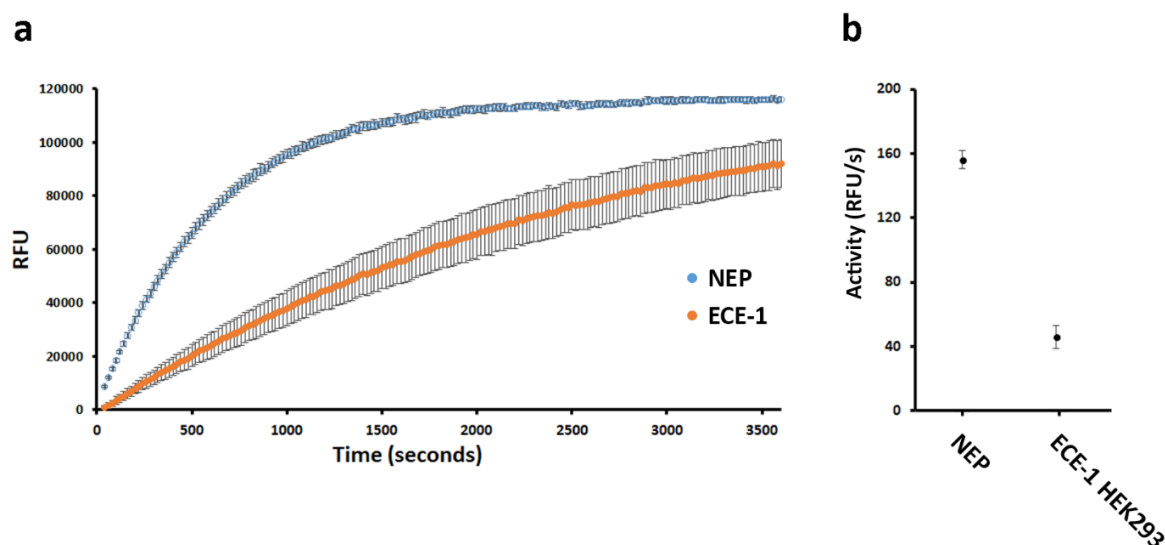 a
RFU
120000
100000
80000
60000
40000
20000
0
0 500 1000 1500 2000 2500 3000 3500
Time (seconds)
NEP
ECE-1
b
Activity (RFU/s)
200
160
120
80
40
0
NEP
ECE-1 HEK293